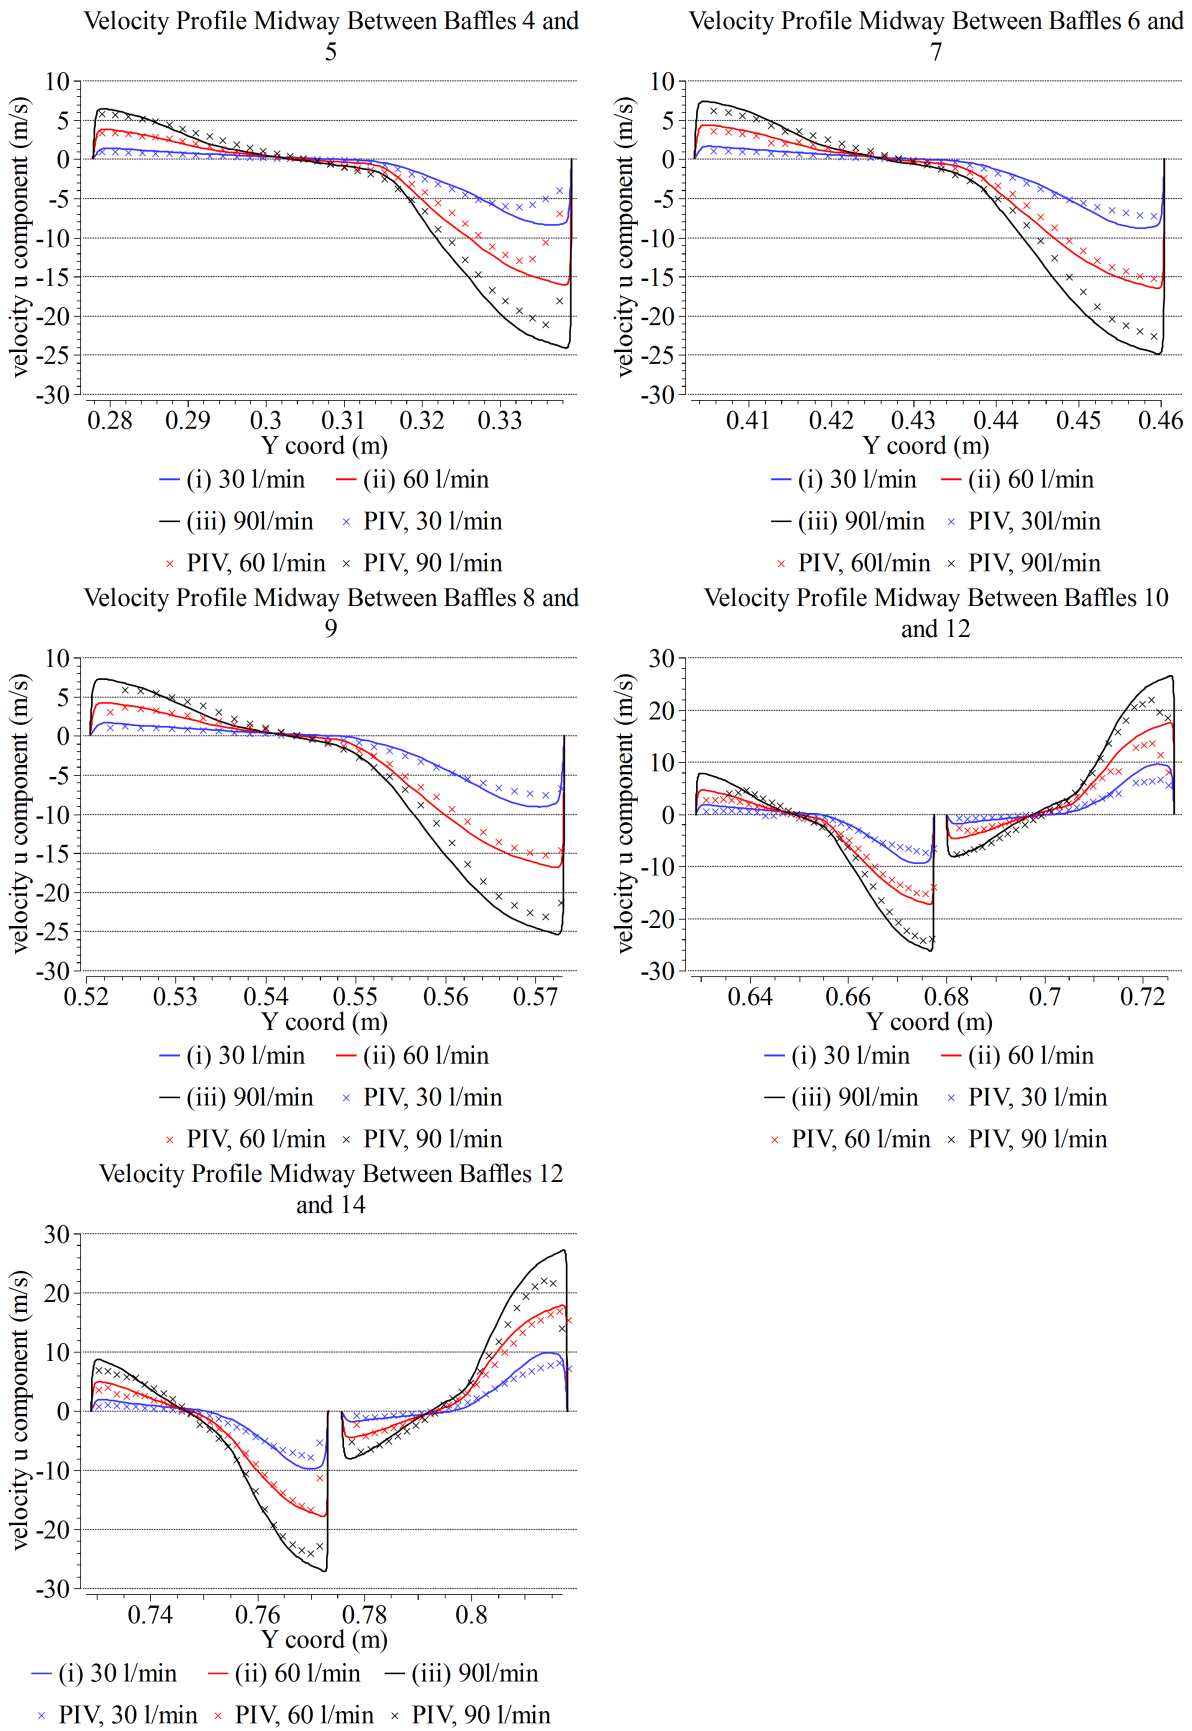 Velocity Profile Midway Between Baffles 4 and
5
velocity u component (m/s)
10
5
0
-5
-10
-15
-20
-25
-30
0.28 0.29 0.3 0.31 0.32 0.33
Y coord (m)
(i) 30 l/min (ii) 60 l/min
(iii) 90l/min PIV, 30 l/min
PIV, 60 l/min PIV, 90 l/min
Velocity Profile Midway Between Baffles 6 and
7
velocity u component (m/s)
10
5
0
-5
-10
-15
-20
-25
-30
0.41 0.42 0.43 0.44 0.45 0.46
Y coord (m)
(i) 30 l/min (ii) 60 l/min
(iii) 90l/min PIV, 30l/min
PIV, 60l/min PIV, 90l/min
Velocity Profile Midway Between Baffles 8 and
9
velocity u component (m/s)
10
5
0
-5
-10
-15
-20
-25
-30
0.52 0.53 0.54 0.55 0.56 0.57
Y coord (m)
(i) 30 l/min (ii) 60 l/min
(iii) 90l/min PIV, 30 l/min
PIV, 60 l/min PIV, 90 l/min
Velocity Profile Midway Between Baffles 10
and 12
velocity u component (m/s)
30
20
10
0
-10
-20
-30
0.64 0.66 0.68 0.7 0.72
Y coord (m)
(i) 30 l/min (ii) 60 l/min
(iii) 90l/min PIV, 30 l/min
PIV, 60 l/min PIV, 90 l/min
Velocity Profile Midway Between Baffles 12
and 14
velocity u component (m/s)
30
20
10
0
-10
-20
-30
0.74 0.76 0.78 0.8
Y coord (m)
(i) 30 l/min (ii) 60 l/min (iii) 90l/min
PIV, 30 l/min PIV, 60 l/min PIV, 90 l/min